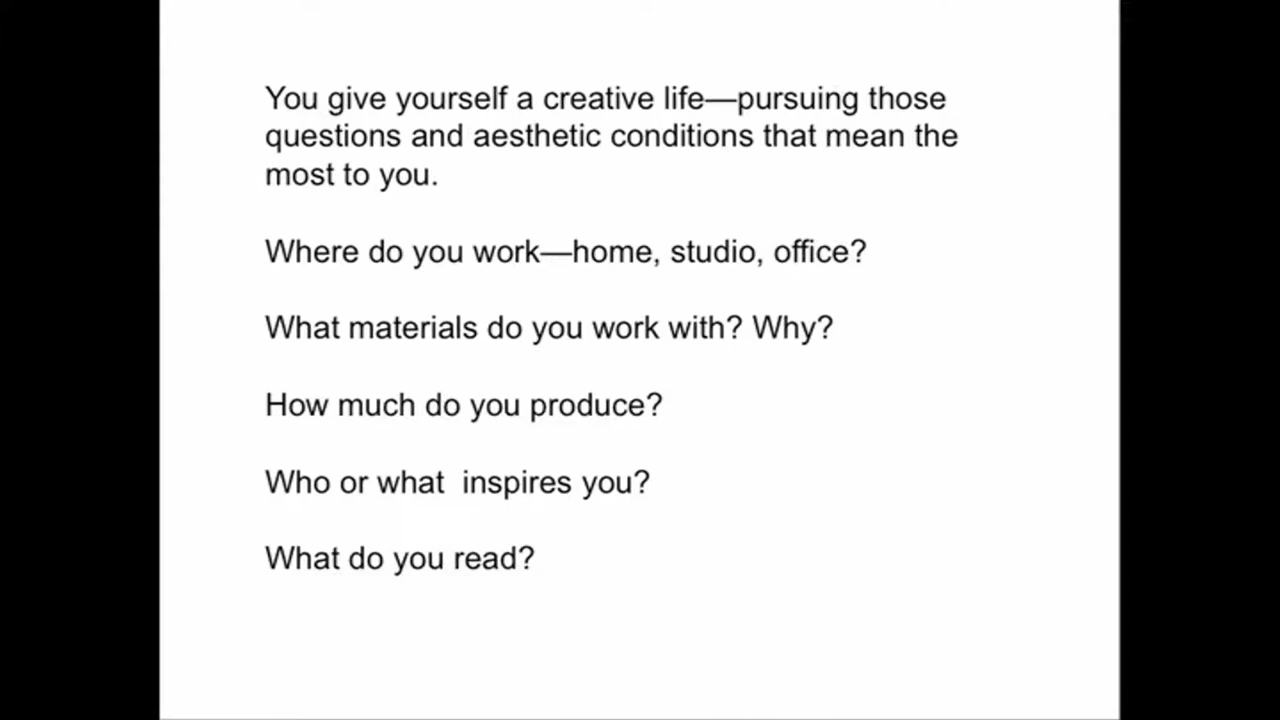 You give yourself a creative life—pursuing those
questions and aesthetic conditions that mean the
most to you.
Where do you work—home, studio, office?
What materials do you work with? Why?
How much do you produce?
Who or what  inspires you?
What do you read?